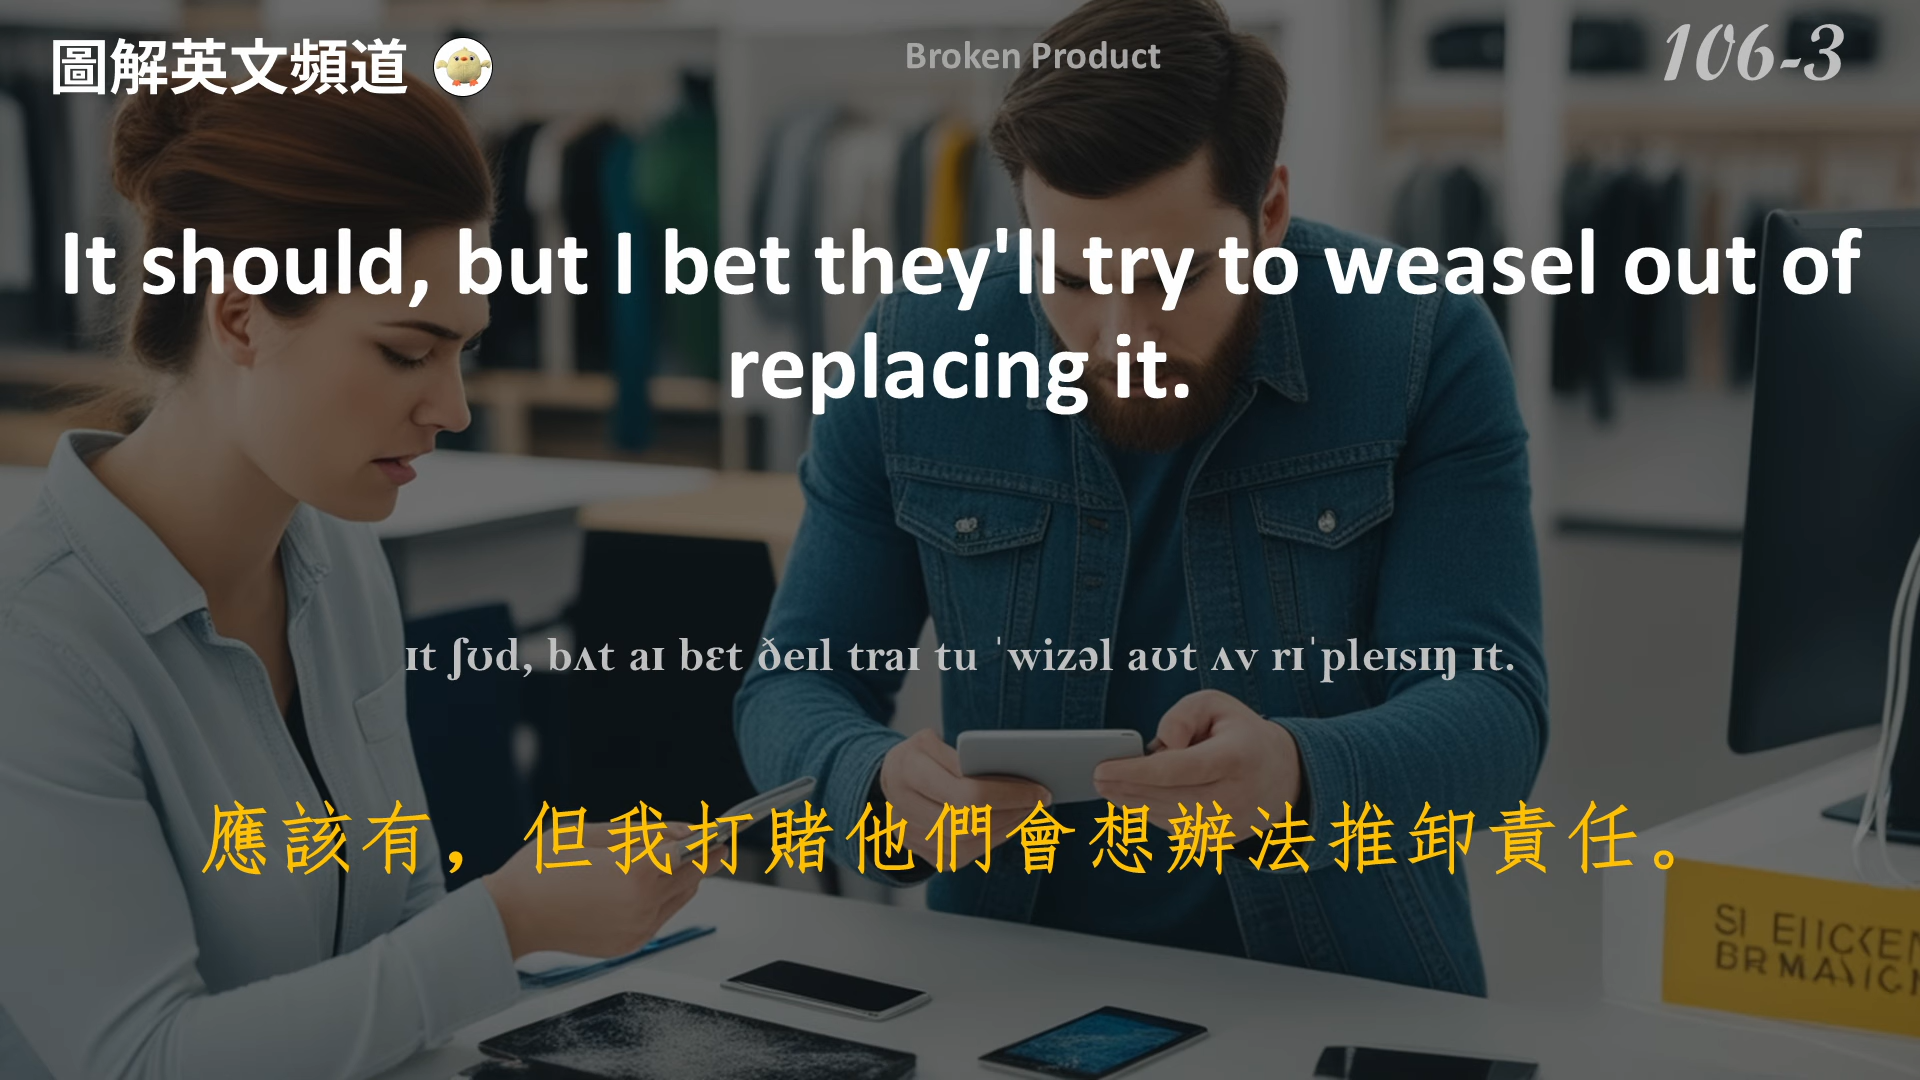 圖解英文頻道
Broken Product
106-3
It should, but I bet they'll try to weasel out of
replacing it.
ɪt ʃʊd, bʌt aɪ bɛt ðeɪl traɪ tu ˈwizəl aʊt ʌv rɪˈpleɪsɪŋ ɪt.
應該有，但我打賭他們會想辦法推卸責任。